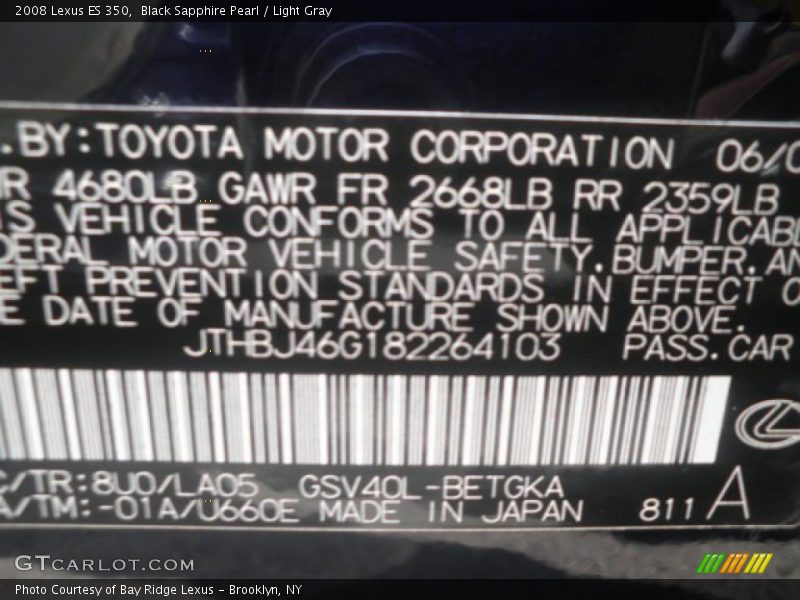 2008 Lexus ES 350, Black Sapphire Pearl / Light Gray
.BY:TOYOTA MOTOR CORPORATION 06/0
R 4680LB GAWR FR 2668LB RR 2359LB
IS VEHICLE CONFORMS TO ALL APPLICABL
DERAL MOTOR VEHICLE SAFETY,BUMPER,AN
EFT PREVENTION STANDARDS IN EFFECT O
E DATE OF MANUFACTURE SHOWN ABOVE.
JTHBJ46G182264103 PASS.CAR
C/TR:8U0/LA05 GSV40L-BETGKA
A/TM:-01A/U660E MADE IN JAPAN 811 A
GTCARLOT.COM
Photo Courtesy of Bay Ridge Lexus – Brooklyn, NY